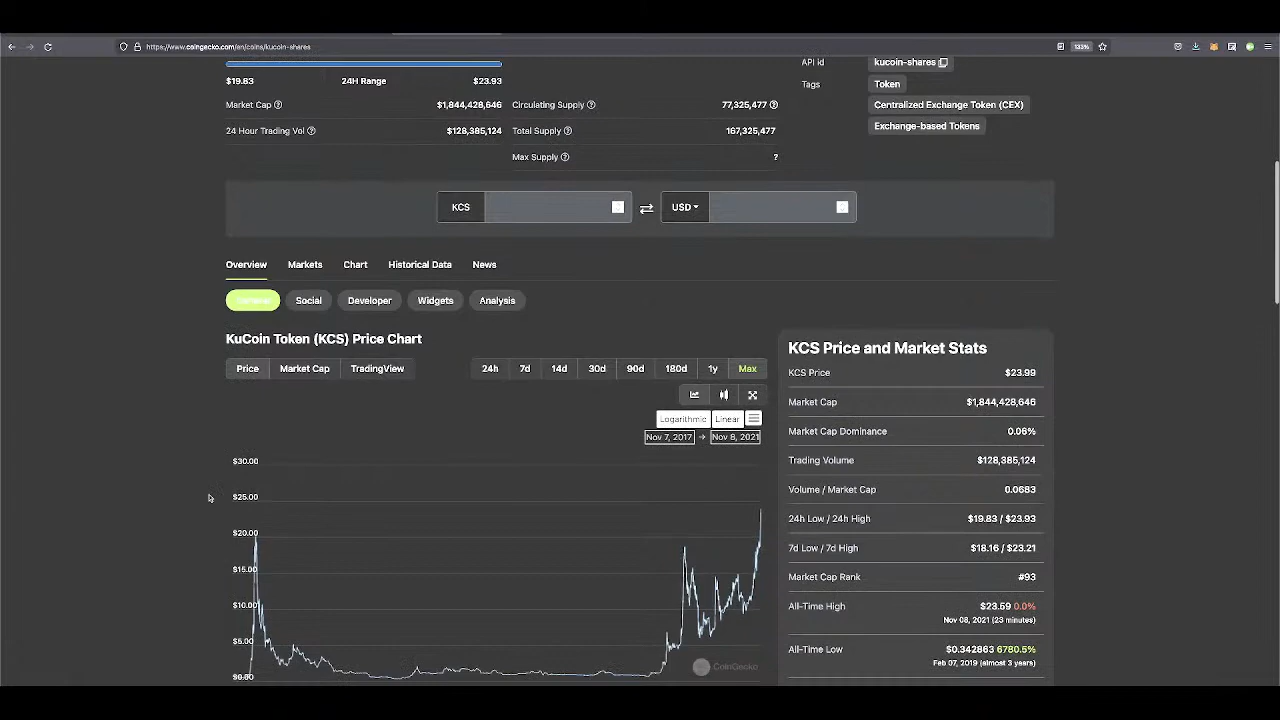 https://www.coingecko.com/en/coins/kucoin-shares
133%
$19.83 24H Range $23.93
Market Cap $1,844,428,646
24 Hour Trading Vol $128,385,124
Circulating Supply 77,325,477
Total Supply 167,325,477
Max Supply ?
API id kucoin-shares
Tags Token
Centralized Exchange Token (CEX)
Exchange-based Tokens
KCS USD
Overview Markets Chart Historical Data News
Social Developer Widgets Analysis
KuCoin Token (KCS) Price Chart
Price Market Cap TradingView 24h 7d 14d 30d 90d 180d 1y Max
Logarithmic Linear
Nov 7, 2017 → Nov 8, 2021
$30.00
$25.00
$20.00
$15.00
$10.00
$5.00
$0.00
CoinGecko
KCS Price and Market Stats
KCS Price $23.99
Market Cap $1,844,428,646
Market Cap Dominance 0.06%
Trading Volume $128,385,124
Volume / Market Cap 0.0683
24h Low / 24h High $19.83 / $23.93
7d Low / 7d High $18.16 / $23.21
Market Cap Rank #93
All-Time High $23.59 0.0%
Nov 08, 2021 (23 minutes)
All-Time Low $0.342863 6780.5%
Feb 07, 2019 (almost 3 years)